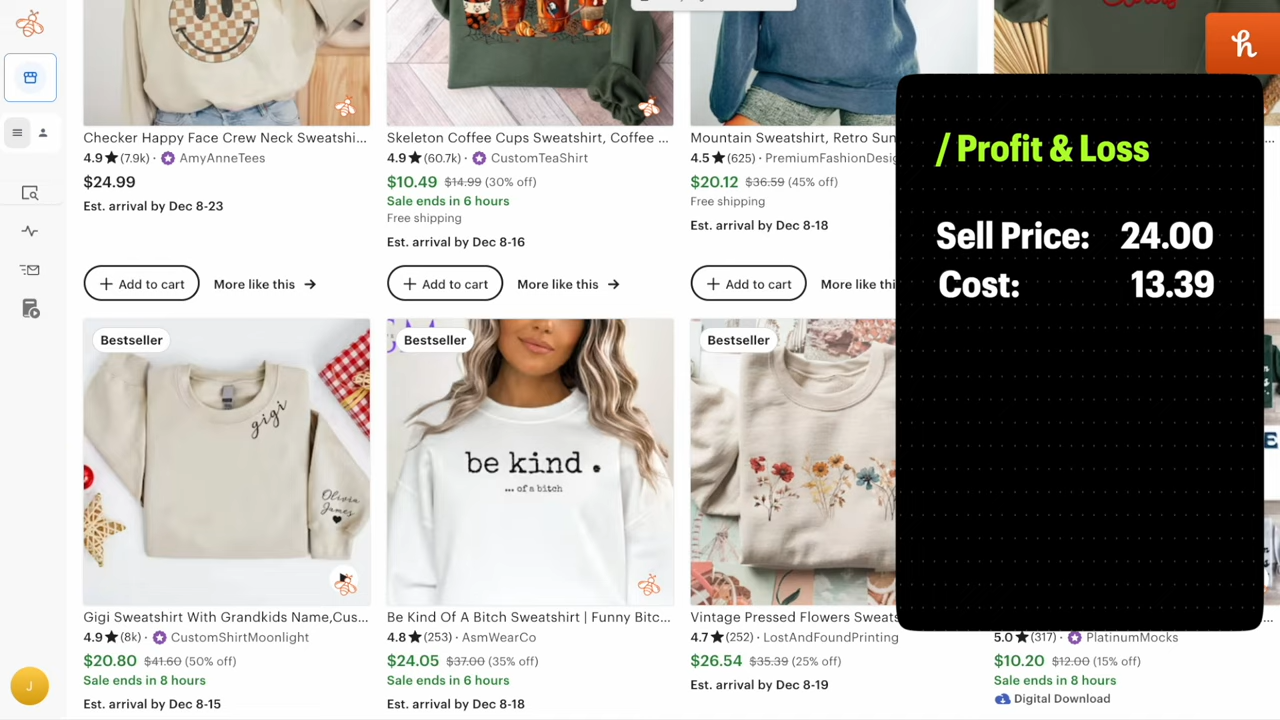 Checker Happy Face Crew Neck Sweatshi...
4.9★ (7.9k) · AmyAnneTees
$24.99
Est. arrival by Dec 8-23
Skeleton Coffee Cups Sweatshirt, Coffee ...
4.9★ (60.7k) · CustomTeaShirt
$10.49 $14.99 (30% off)
Sale ends in 6 hours
Free shipping
Est. arrival by Dec 8-16
Mountain Sweatshirt, Retro Sun
4.5★ (625) · PremiumFashionDesig
$20.12 $36.59 (45% off)
Free shipping
Est. arrival by Dec 8-18
/ Profit & Loss
Sell Price: 24.00
Cost: 13.39
+ Add to cart More like this →
+ Add to cart More like this →
+ Add to cart More like thi
Bestseller
gigi
Olivia
James
Bestseller
be kind .
... of a bitch
Bestseller
Gigi Sweatshirt With Grandkids Name,Cus...
4.9★ (8k) · CustomShirtMoonlight
$20.80 $41.60 (50% off)
Sale ends in 8 hours
Est. arrival by Dec 8-15
Be Kind Of A Bitch Sweatshirt | Funny Bitc...
4.8★ (253) · AsmWearCo
$24.05 $37.00 (35% off)
Sale ends in 6 hours
Est. arrival by Dec 8-18
Vintage Pressed Flowers Sweats
4.7★ (252) · LostAndFoundPrinting
$26.54 $35.39 (25% off)
Est. arrival by Dec 8-19
5.0★ (317) · PlatinumMocks
$10.20 $12.00 (15% off)
Sale ends in 8 hours
Digital Download
J